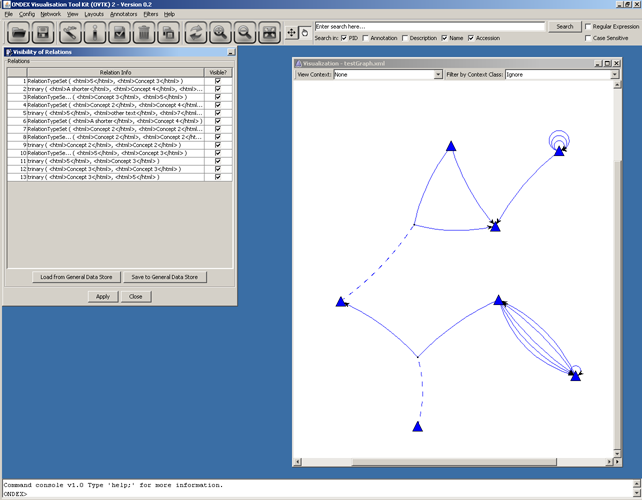 ONDEX Visualisation Tool Kit (OVTK) 2 - Version 0.2
File Config Network View Layouts Annotators Filters Help
Enter search here...
Search
Regular Expression
Search in: PID Annotation Description Name Accession
Case Sensitive
Visibility of Relations
Relations
Relation Info Visible?
1 RelationTypeSet ( <html>5</html>, <html>Concept 3</html> )
2 trinary ( <html>A shorter</html>, <html>Concept 4</html>, <html>...
3 RelationTypeSe... ( <html>Concept 3</html>, <html>5</html> )
4 RelationTypeSet ( <html>Concept 2</html>, <html>Concept 4</html...
5 trinary ( <html>5</html>, <html>other text</html>, <html>7</html...
6 RelationTypeSet ( <html>A shorter</html>, <html>Concept 4</html> )
7 RelationTypeSet ( <html>Concept 2</html>, <html>Concept 2</html...
8 RelationTypeSe... ( <html>Concept 2</html>, <html>Concept 2</ht...
9 trinary ( <html>Concept 2</html>, <html>Concept 2</html> )
10 RelationTypeSe... ( <html>5</html>, <html>Concept 3</html> )
11 trinary ( <html>5</html>, <html>Concept 3</html> )
12 trinary ( <html>Concept 3</html>, <html>Concept 3</html> )
13 trinary ( <html>Concept 3</html>, <html>5</html> )
Load from General Data Store Save to General Data Store
Apply Close
Visualization - testGraph.xml
View Context: None Filter by Context Class: Ignore
Command console v1.0 Type 'help;' for more information.
ONDEX>